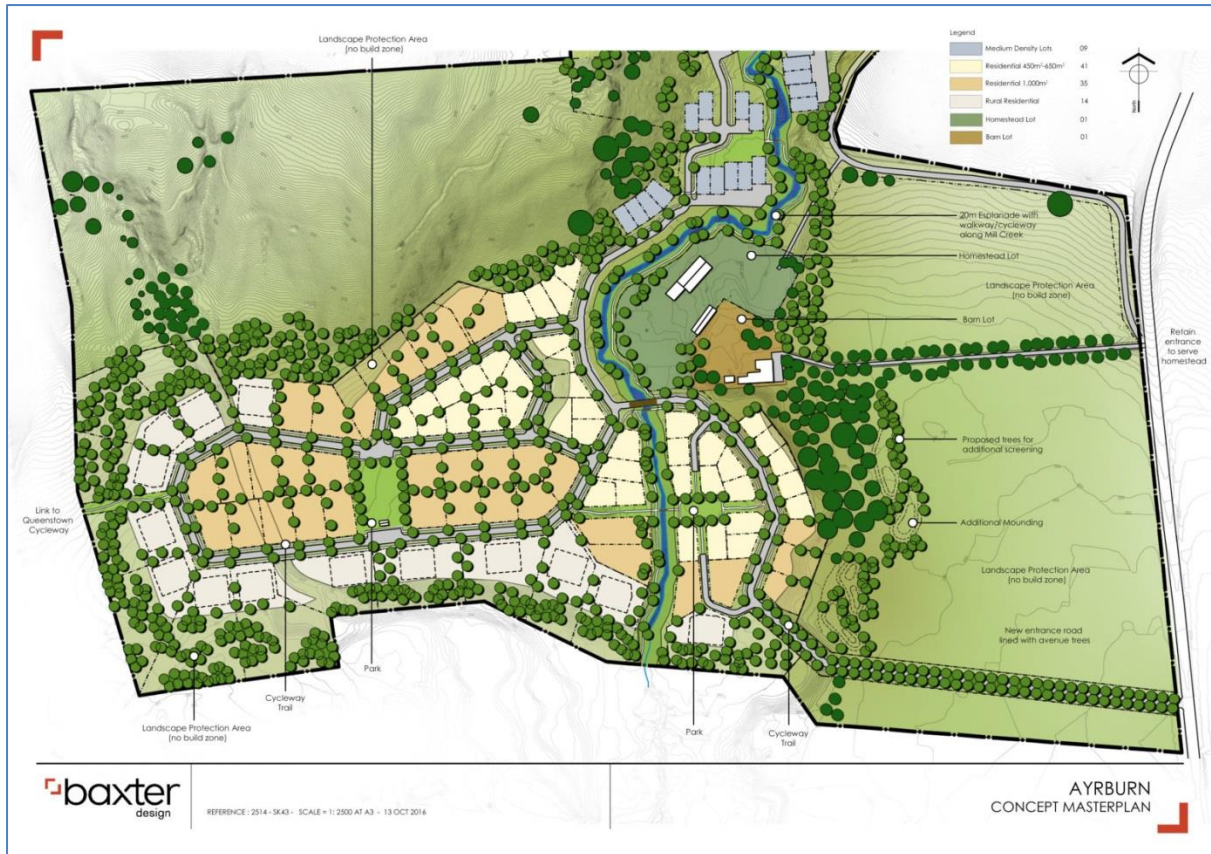 Landscape Protection Area
(no build zone)
Legend
Medium Density Lots 09
Residential 450m²-650m² 41
Residential 1,000m² 35
Rural Residential 14
Homestead Lot 01
Barn Lot 01
North
20m Esplanade with
walkway/cycleway
along Mill Creek
Homestead Lot
Landscape Protection Area
(no build zone)
Barn Lot
Retain
entrance
to serve
homestead
Proposed trees for
additional screening
Link to
Queenstown
Cycleway
Additional Mounding
Landscape Protection Area
(no build zone)
New entrance road
lined with avenue trees
Park
Cycleway
Trail
Landscape Protection Area
(no build zone)
Park
Cycleway
Trail
baxter
design
REFERENCE : 2514 - SK43 - SCALE = 1: 2500 AT A3 - 13 OCT 2016
AYRBURN
CONCEPT MASTERPLAN